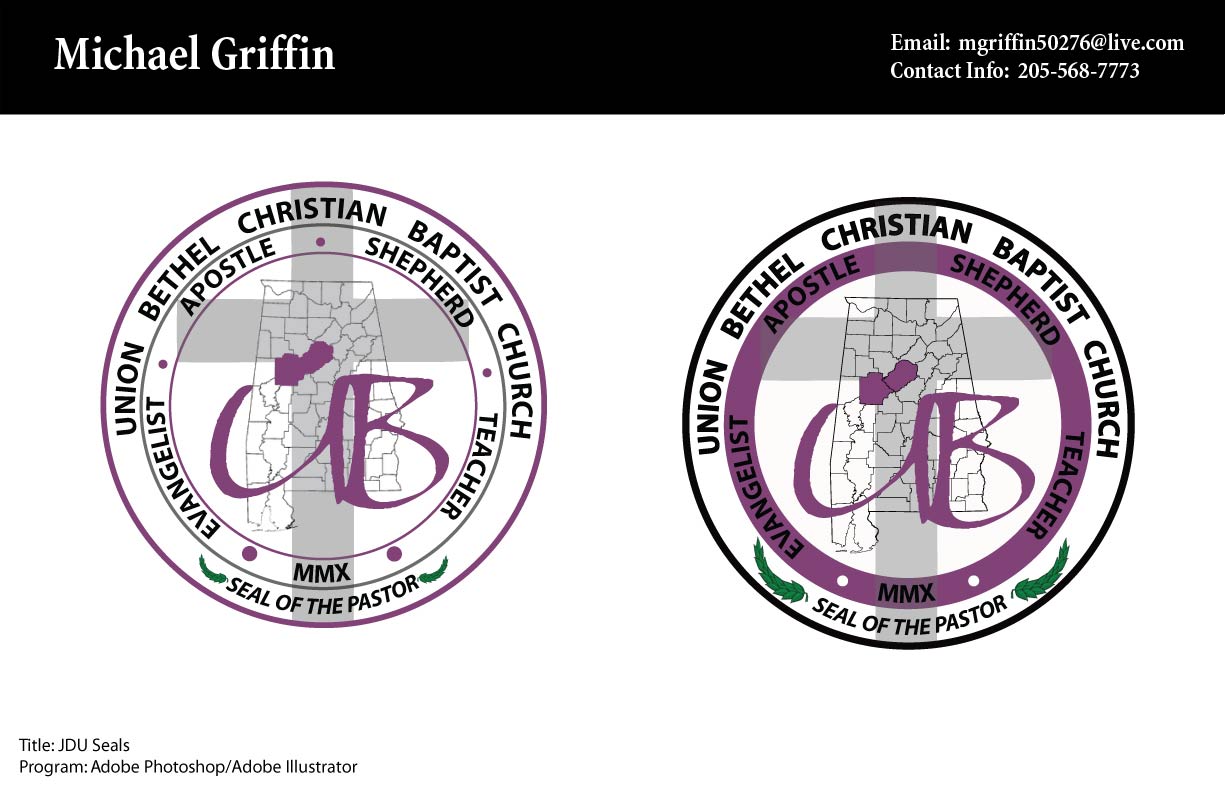 Michael Griffin
Email: mgriffin50276@live.com
Contact Info: 205-568-7773
UNION BETHEL CHRISTIAN BAPTIST CHURCH
APOSTLE SHEPHERD
EVANGELIST TEACHER
UB
MMX
SEAL OF THE PASTOR
UNION BETHEL CHRISTIAN BAPTIST CHURCH
APOSTLE SHEPHERD
EVANGELIST TEACHER
UB
MMX
SEAL OF THE PASTOR
Title: JDU Seals
Program: Adobe Photoshop/Adobe Illustrator